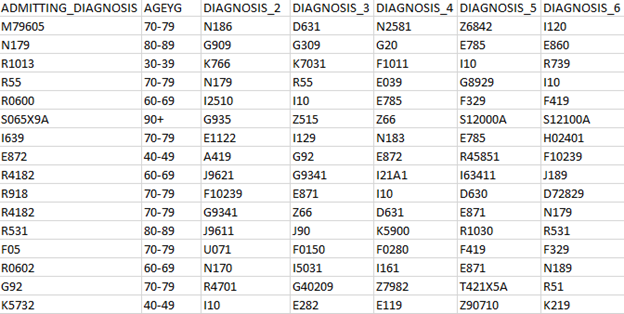 ADMITTING_DIAGNOSIS AGEYG DIAGNOSIS_2 DIAGNOSIS_3 DIAGNOSIS_4 DIAGNOSIS_5 DIAGNOSIS_6
M79605 70-79 N186 D631 N2581 Z6842 I120
N179 80-89 G909 G309 G20 E785 E860
R1013 30-39 K766 K7031 F1011 I10 R739
R55 70-79 N179 R55 E039 G8929 I10
R0600 60-69 I2510 I10 E785 F329 F419
S065X9A 90+ G935 Z515 Z66 S12000A S12100A
I639 70-79 E1122 I129 N183 E785 H02401
E872 40-49 A419 G92 E872 R45851 F10239
R4182 60-69 J9621 G9341 I21A1 I63411 J189
R918 70-79 F10239 E871 I10 D630 D72829
R4182 70-79 G9341 Z66 D631 E871 N179
R531 80-89 J9611 J90 K5900 R1030 R531
F05 70-79 U071 F0150 F0280 F419 F329
R0602 60-69 N170 I5031 I161 E871 N189
G92 70-79 R4701 G40209 Z7982 T421X5A R51
K5732 40-49 I10 E282 E119 Z90710 K219